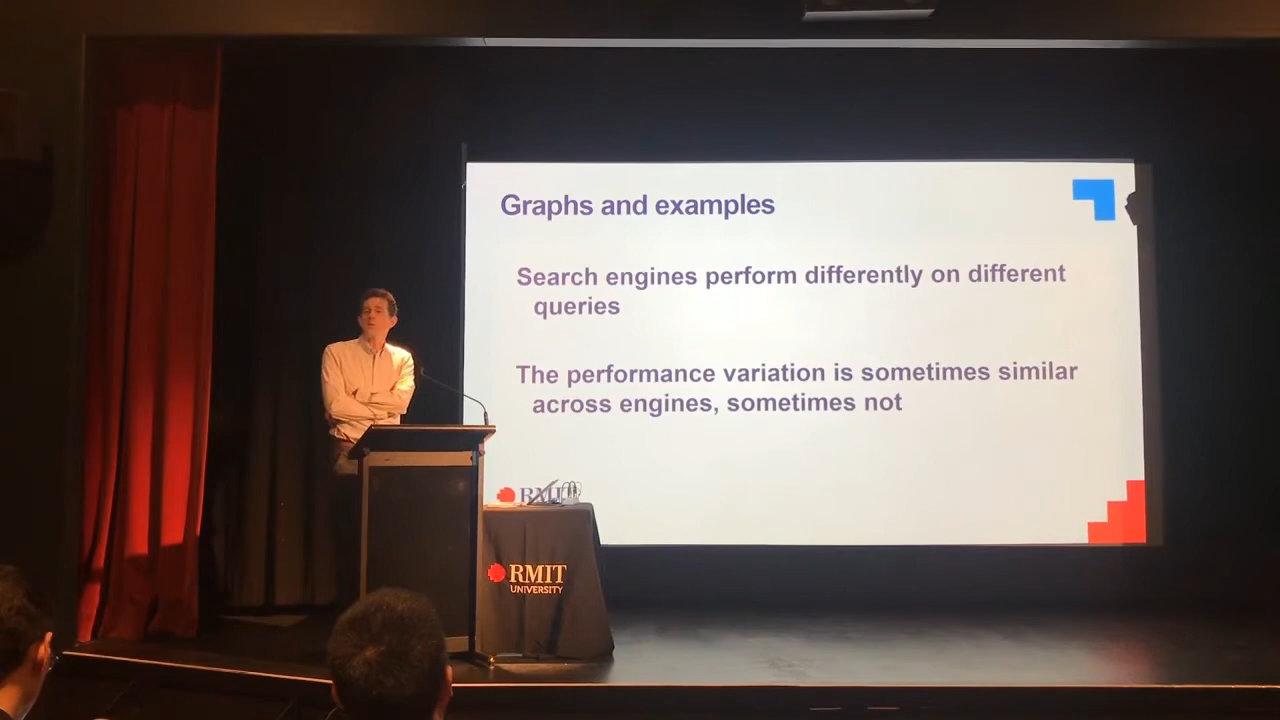 Graphs and examples
Search engines perform differently on different
queries
The performance variation is sometimes similar
across engines, sometimes not
RMIT
RMIT
UNIVERSITY